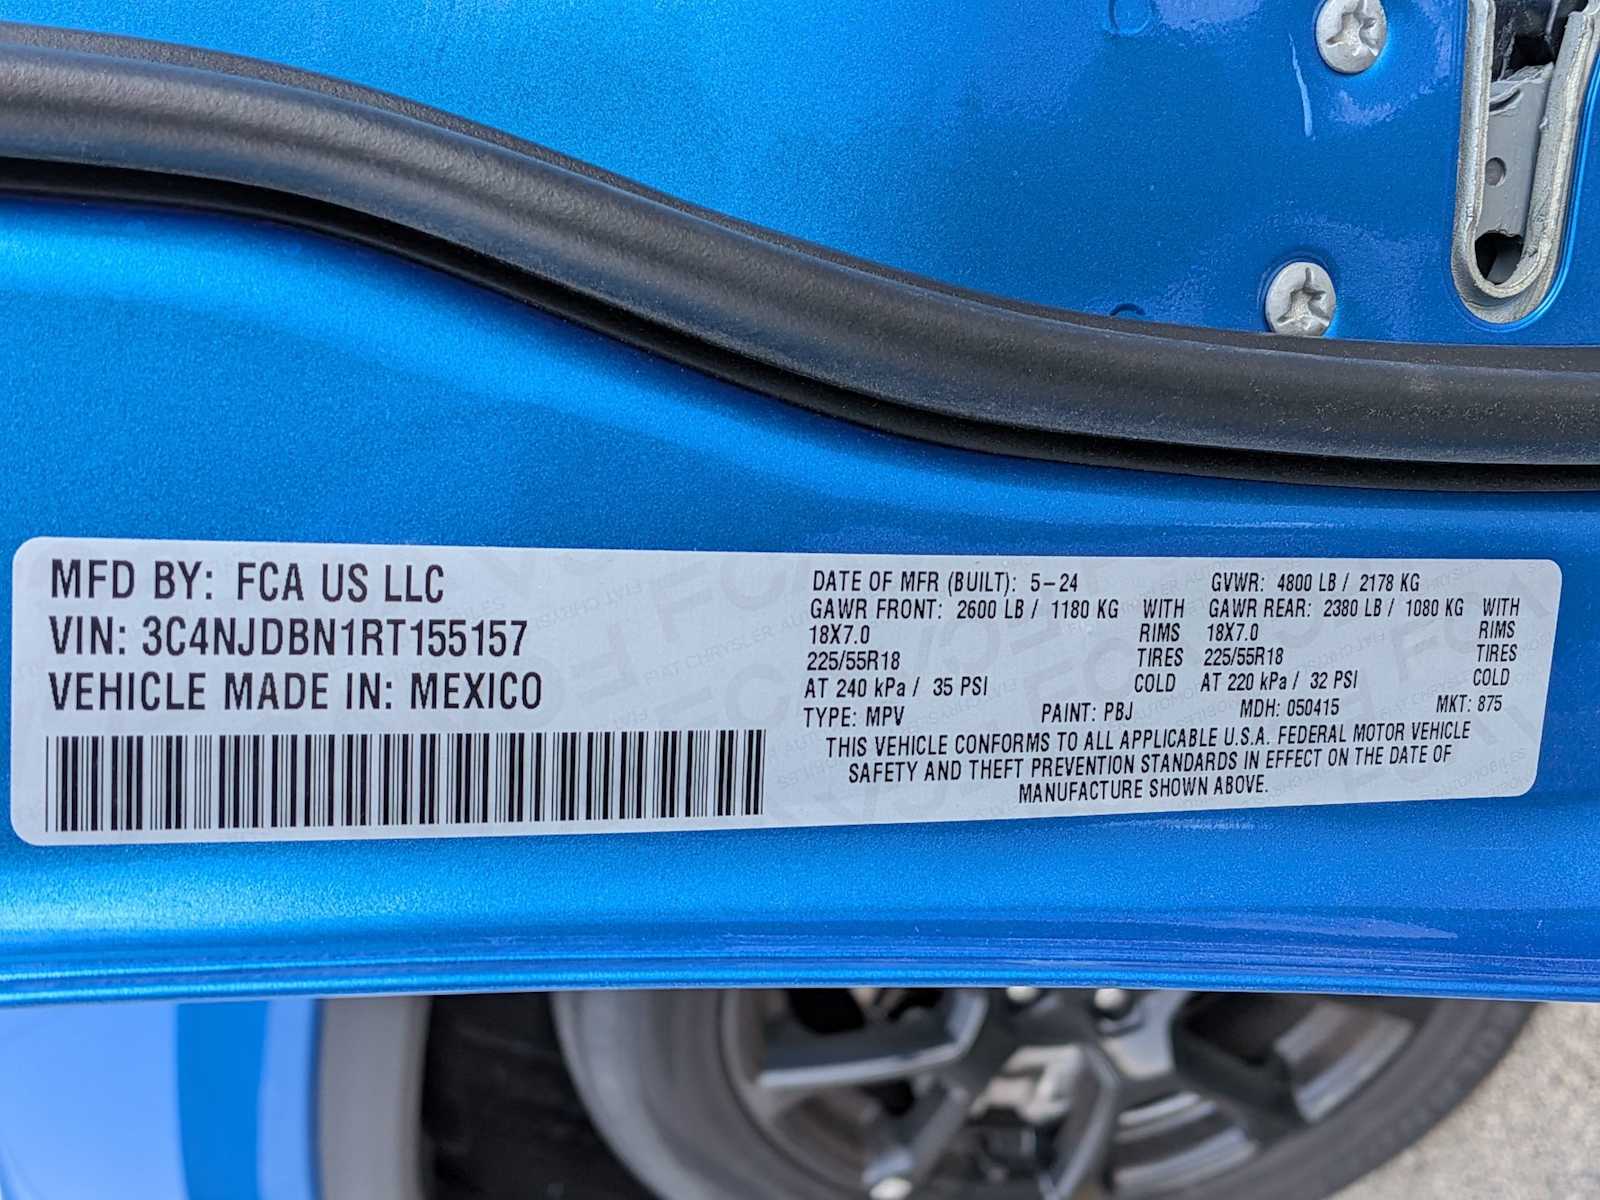 MFD BY: FCA US LLC
VIN: 3C4NJDBN1RT155157
VEHICLE MADE IN: MEXICO
DATE OF MFR (BUILT): 5-24 GVWR: 4800 LB / 2178 KG
GAWR FRONT: 2600 LB / 1180 KG WITH GAWR REAR: 2380 LB / 1080 KG WITH
18X7.0 RIMS 18X7.0 RIMS
225/55R18 TIRES 225/55R18 TIRES
AT 240 kPa / 35 PSI COLD AT 220 kPa / 32 PSI COLD
TYPE: MPV PAINT: PBJ MDH: 050415 MKT: 875
THIS VEHICLE CONFORMS TO ALL APPLICABLE U.S.A. FEDERAL MOTOR VEHICLE
SAFETY AND THEFT PREVENTION STANDARDS IN EFFECT ON THE DATE OF
MANUFACTURE SHOWN ABOVE.